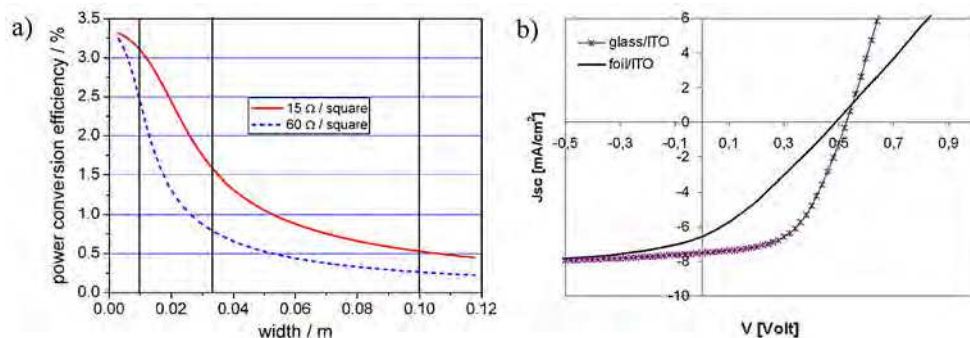 a)
power conversion efficiency / %
3.5
3.0
2.5
2.0
1.5
1.0
0.5
0.0
0.00 0.02 0.04 0.06 0.08 0.10 0.12
width / m
15 Ω / square
60 Ω / square
b)
glass/ITO
foil/ITO
Jsc [mA/cm²]
6
4
2
0
-2
-4
-6
-8
-10
-0,5 -0,3 -0,1 0,1 0,3 0,5 0,7 0,9
V [Volt]